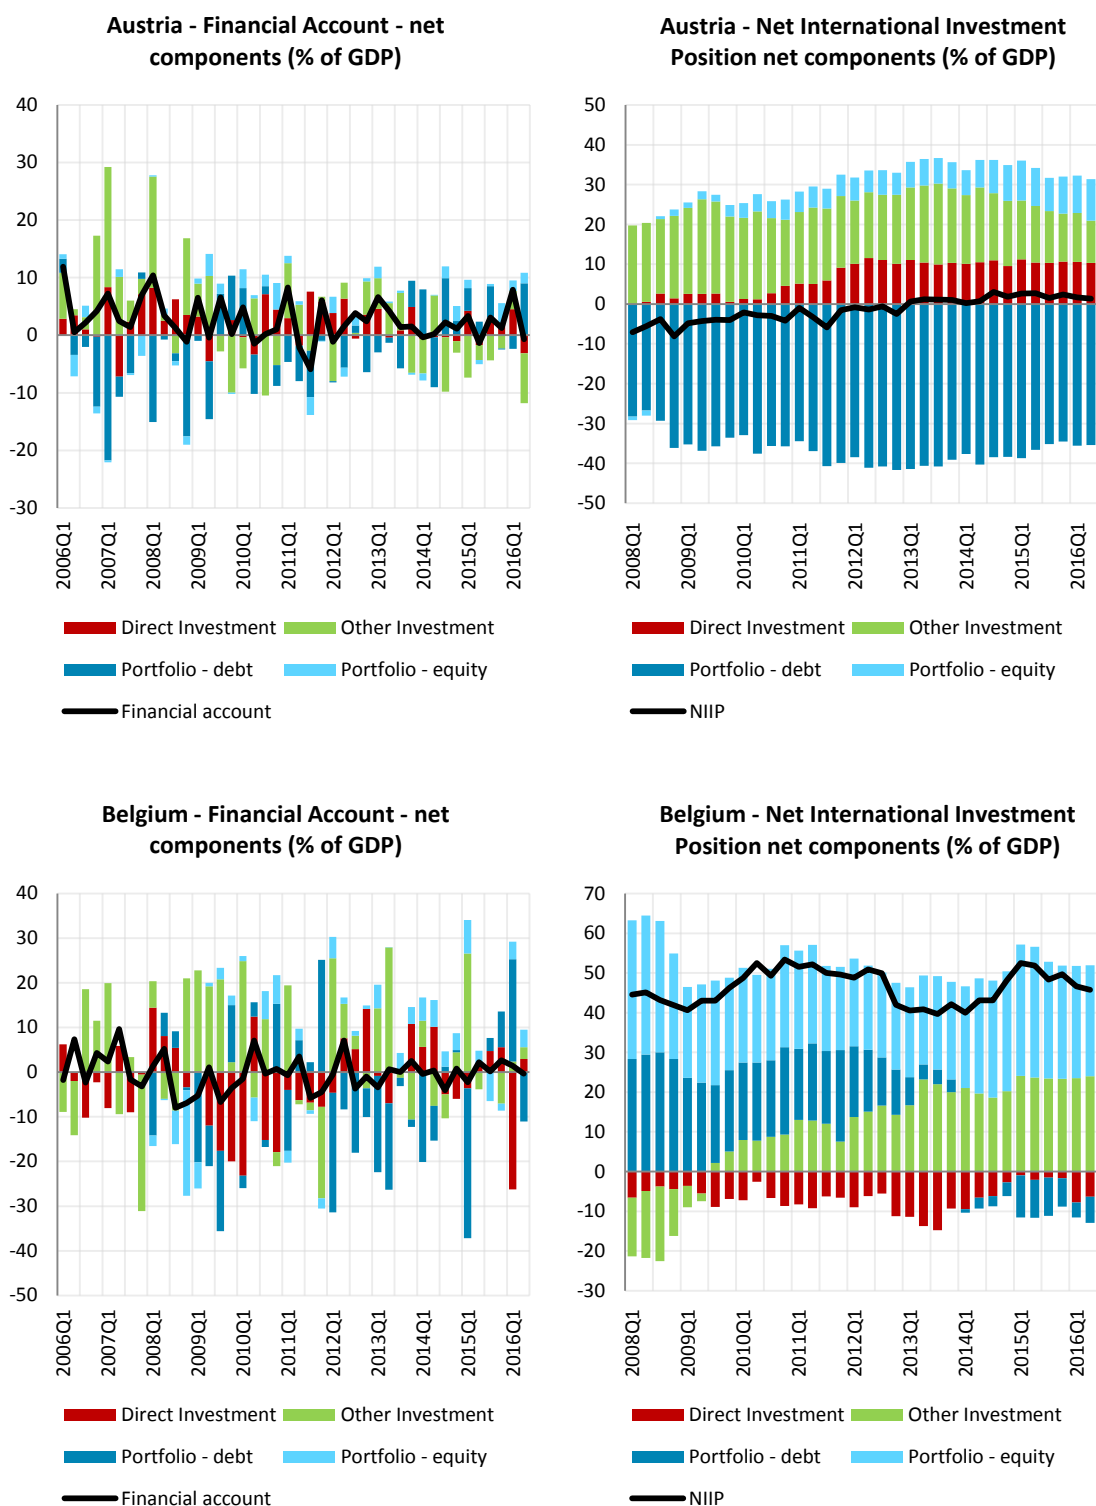 Austria - Financial Account - net
components (% of GDP)
40
30
20
10
0
-10
-20
-30
2006Q1
2007Q1
2008Q1
2009Q1
2010Q1
2011Q1
2012Q1
2013Q1
2014Q1
2015Q1
2016Q1
Direct Investment
Other Investment
Portfolio - debt
Portfolio - equity
Financial account
Austria - Net International Investment
Position net components (% of GDP)
50
40
30
20
10
0
-10
-20
-30
-40
-50
2008Q1
2009Q1
2010Q1
2011Q1
2012Q1
2013Q1
2014Q1
2015Q1
2016Q1
Direct Investment
Other Investment
Portfolio - debt
Portfolio - equity
NIIP
Belgium - Financial Account - net
components (% of GDP)
40
30
20
10
0
-10
-20
-30
-40
-50
2006Q1
2007Q1
2008Q1
2009Q1
2010Q1
2011Q1
2012Q1
2013Q1
2014Q1
2015Q1
2016Q1
Direct Investment
Other Investment
Portfolio - debt
Portfolio - equity
Financial account
Belgium - Net International Investment
Position net components (% of GDP)
70
60
50
40
30
20
10
0
-10
-20
-30
2008Q1
2009Q1
2010Q1
2011Q1
2012Q1
2013Q1
2014Q1
2015Q1
2016Q1
Direct Investment
Other Investment
Portfolio - debt
Portfolio - equity
NIIP